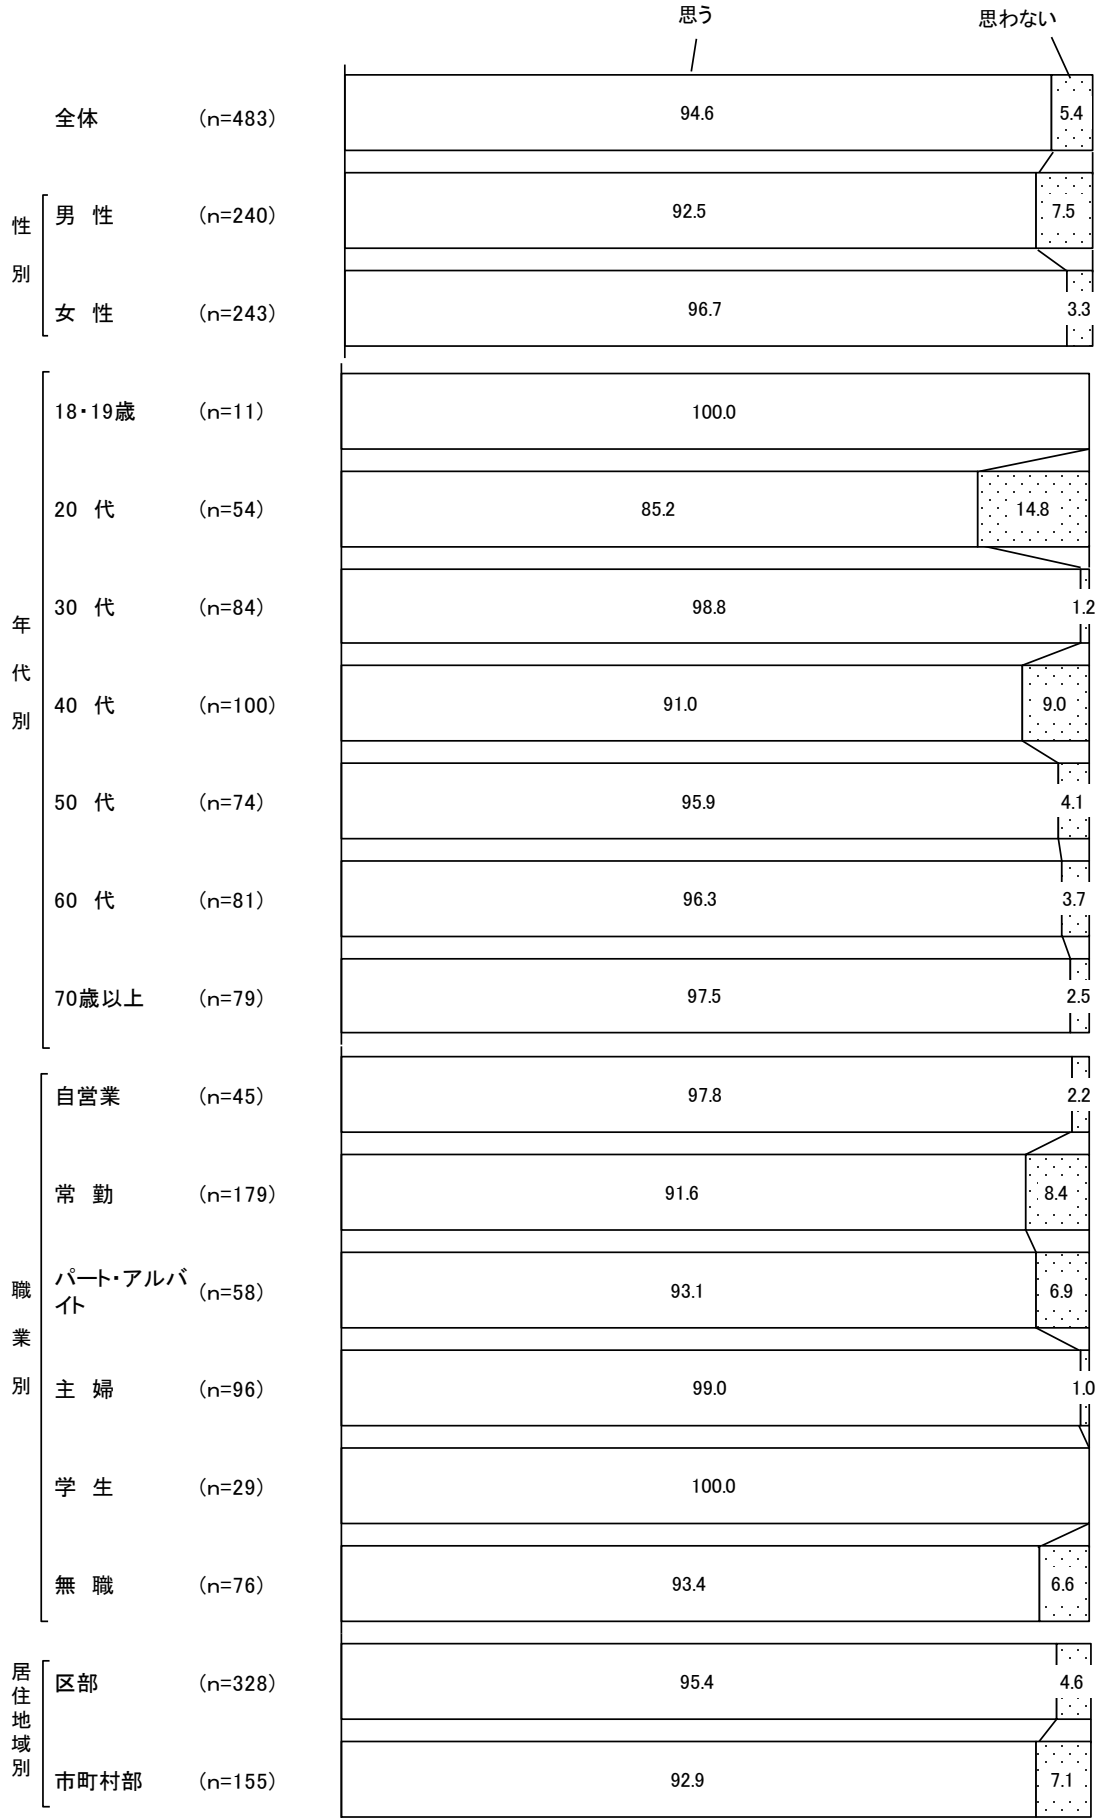 思う 思わない
全体 (n=483) 94.6 5.4
性別
男 性 (n=240) 92.5 7.5
女 性 (n=243) 96.7 3.3
年代別
18・19歳 (n=11) 100.0
20 代 (n=54) 85.2 14.8
30 代 (n=84) 98.8 1.2
40 代 (n=100) 91.0 9.0
50 代 (n=74) 95.9 4.1
60 代 (n=81) 96.3 3.7
70歳以上 (n=79) 97.5 2.5
職業別
自営業 (n=45) 97.8 2.2
常 勤 (n=179) 91.6 8.4
パート・アルバ
イト (n=58) 93.1 6.9
主 婦 (n=96) 99.0 1.0
学 生 (n=29) 100.0
無 職 (n=76) 93.4 6.6
居住地域別
区部 (n=328) 95.4 4.6
市町村部 (n=155) 92.9 7.1